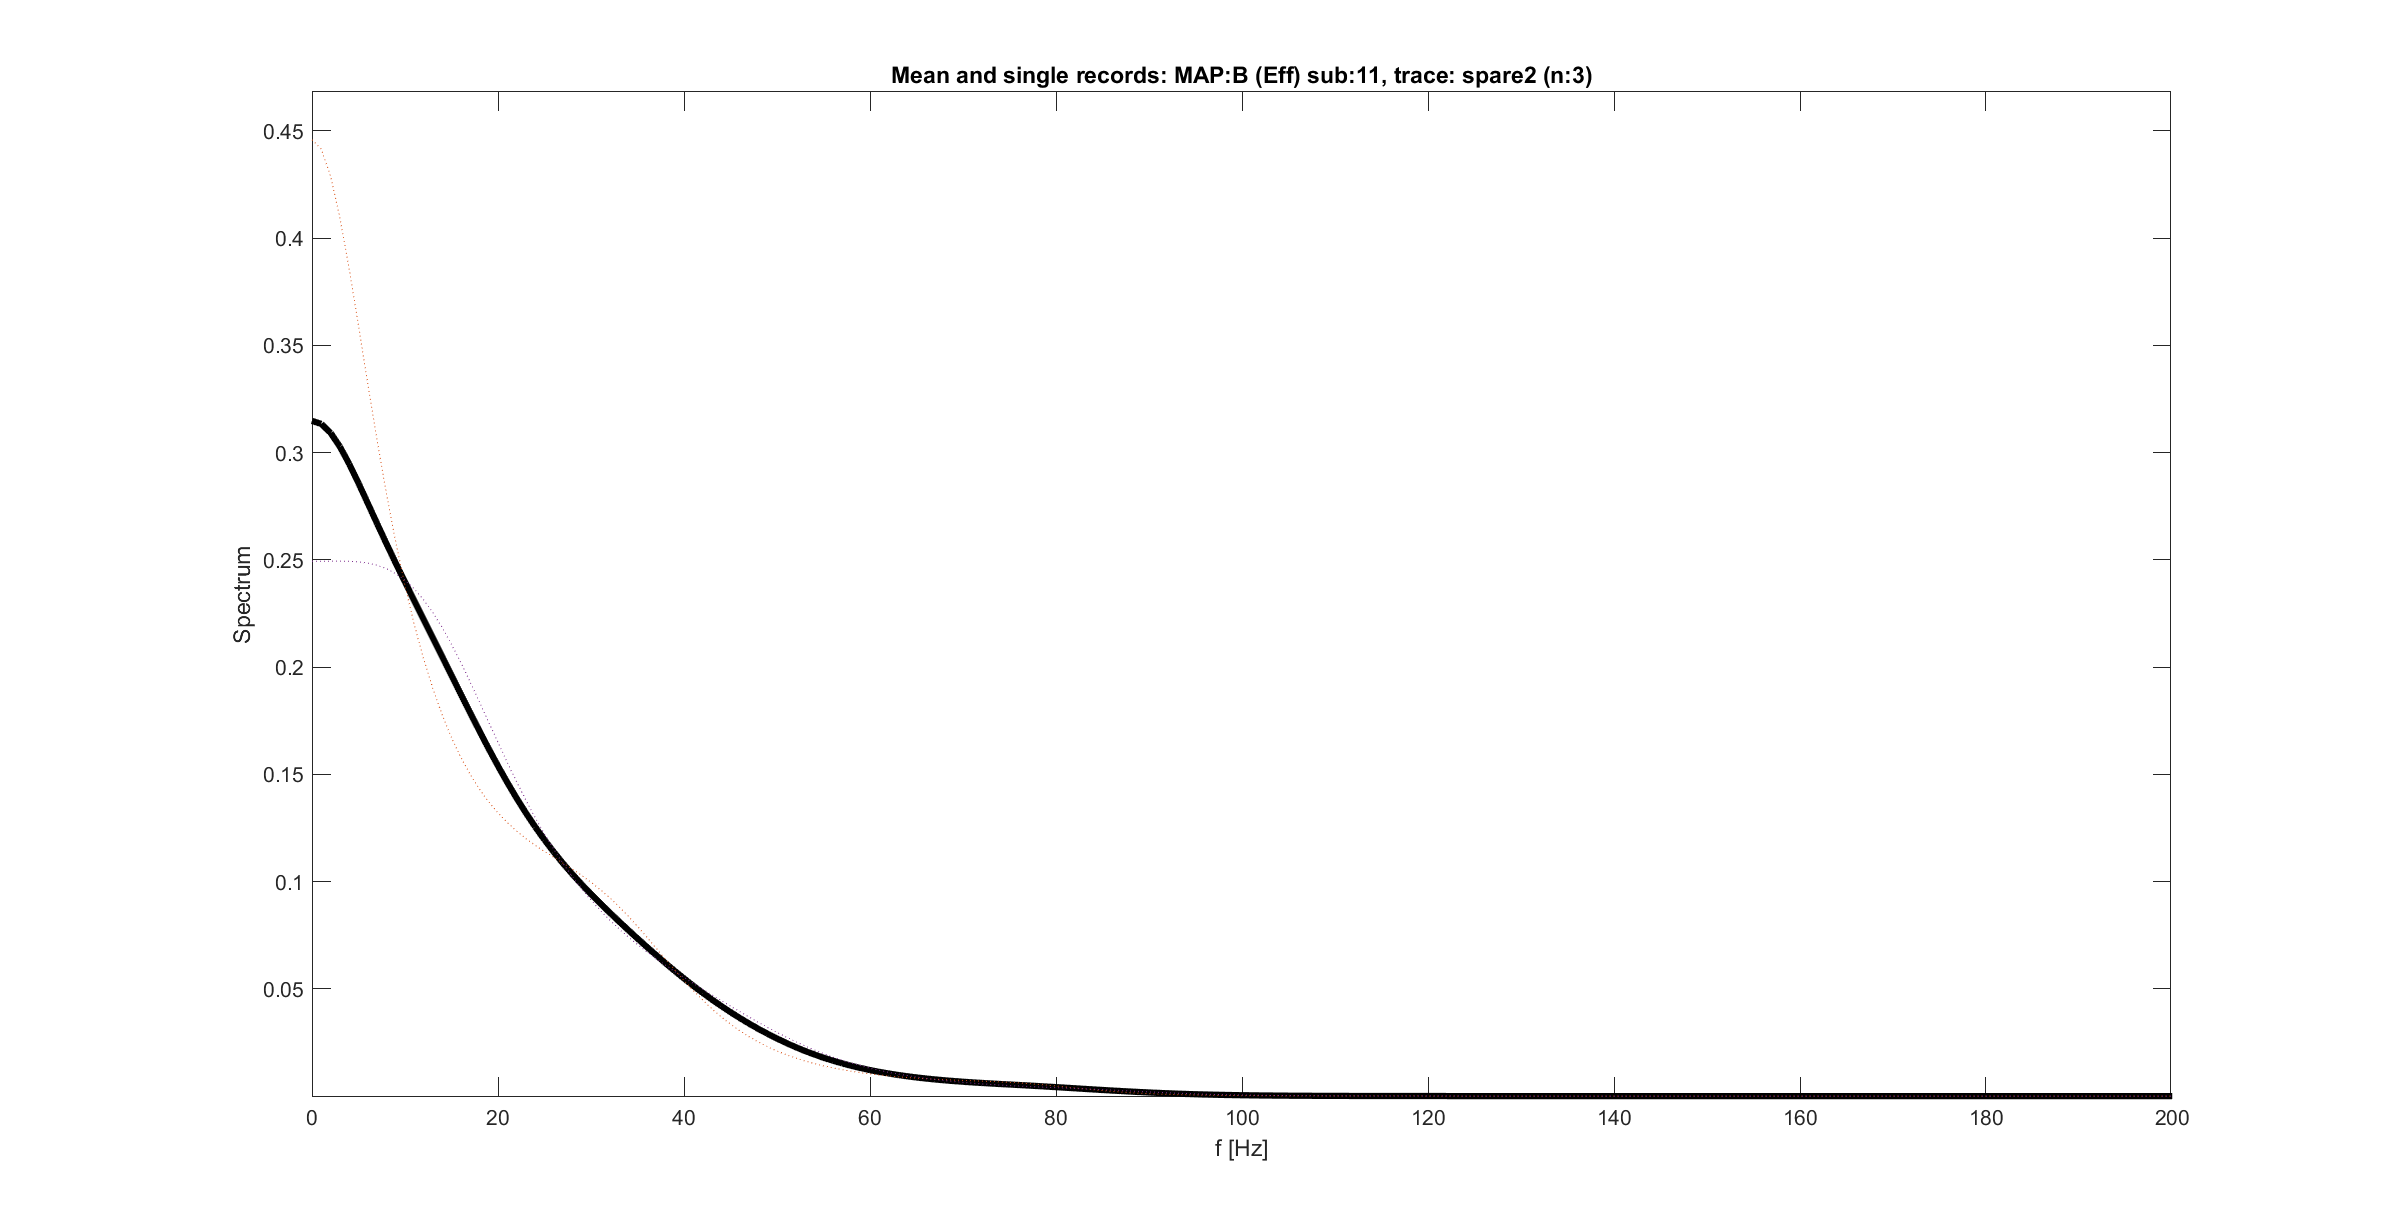 Mean and single records: MAP:B (Eff) sub:11, trace: spare2 (n:3)
0.45
0.4
0.35
0.3
0.25
0.2
0.15
0.1
0.05
Spectrum
0 20 40 60 80 100 120 140 160 180 200
f [Hz]